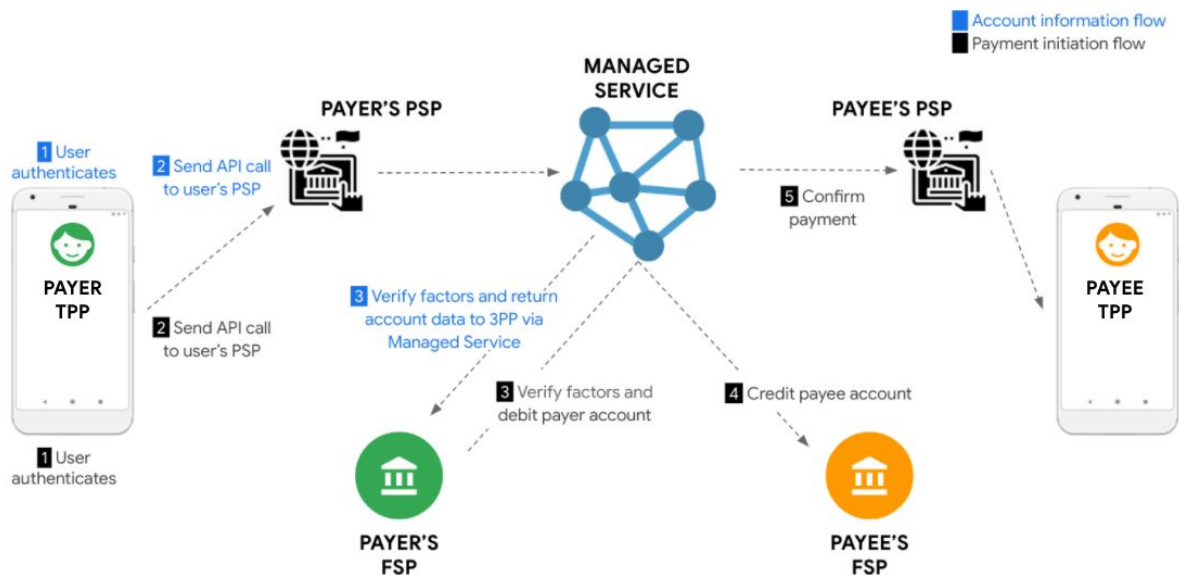 Account information flow
Payment initiation flow
MANAGED
SERVICE
PAYER'S PSP
PAYEE'S PSP
1 User
authenticates
2 Send API call
to user's PSP
5 Confirm
payment
PAYER
TPP
PAYEE
TPP
2 Send API call
to user's PSP
3 Verify factors and return
account data to 3PP via
Managed Service
3 Verify factors and
debit payer account
4 Credit payee account
1 User
authenticates
PAYER'S
FSP
PAYEE'S
FSP